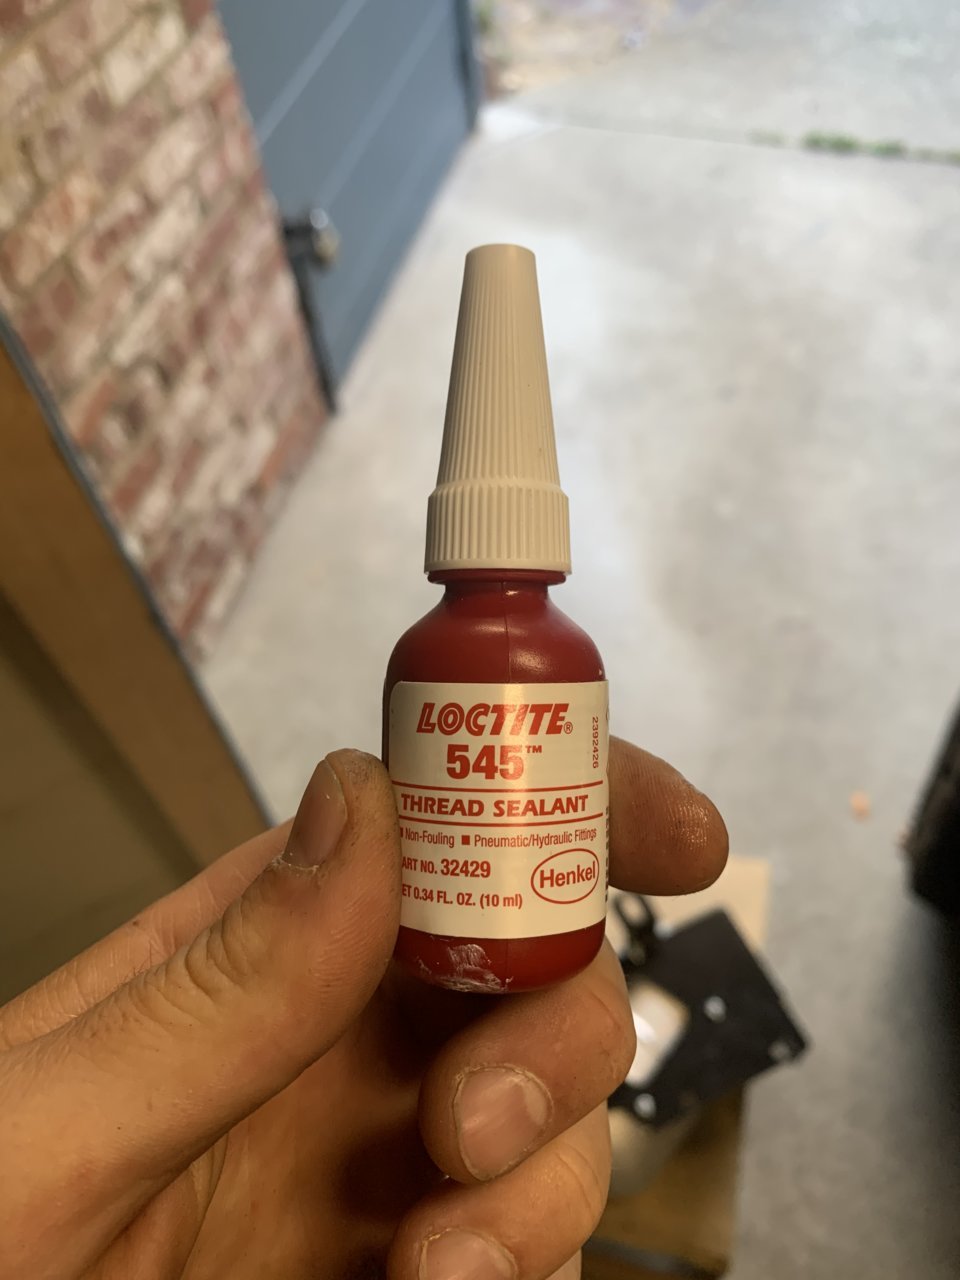 LOCTITE®
545™
2392426
THREAD SEALANT
Non-Fouling ■ Pneumatic/Hydraulic Fittings
ART NO. 32429
Henkel
ET 0.34 FL. OZ. (10 ml)